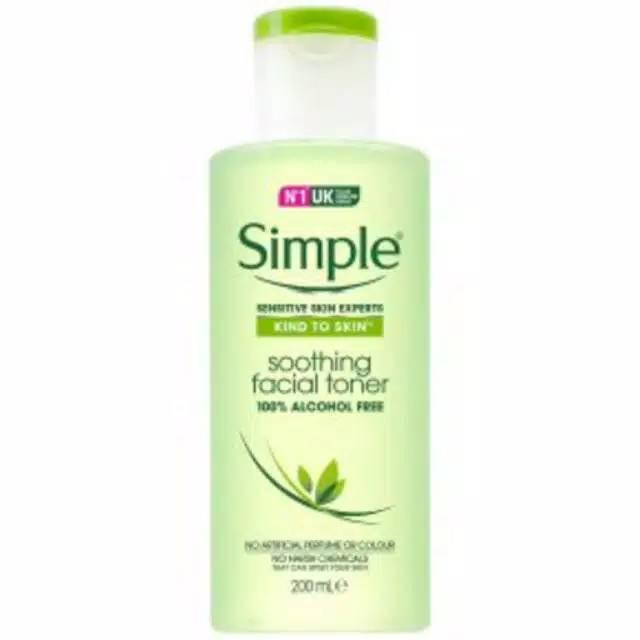 N°1 UK
Simple®
SENSITIVE SKIN EXPERTS
KIND TO SKIN™
soothing
facial toner
100% ALCOHOL FREE
NO ARTIFICIAL PERFUME OR COLOUR
NO HARSH CHEMICALS
THAT CAN UPSET YOUR SKIN
200 mL e